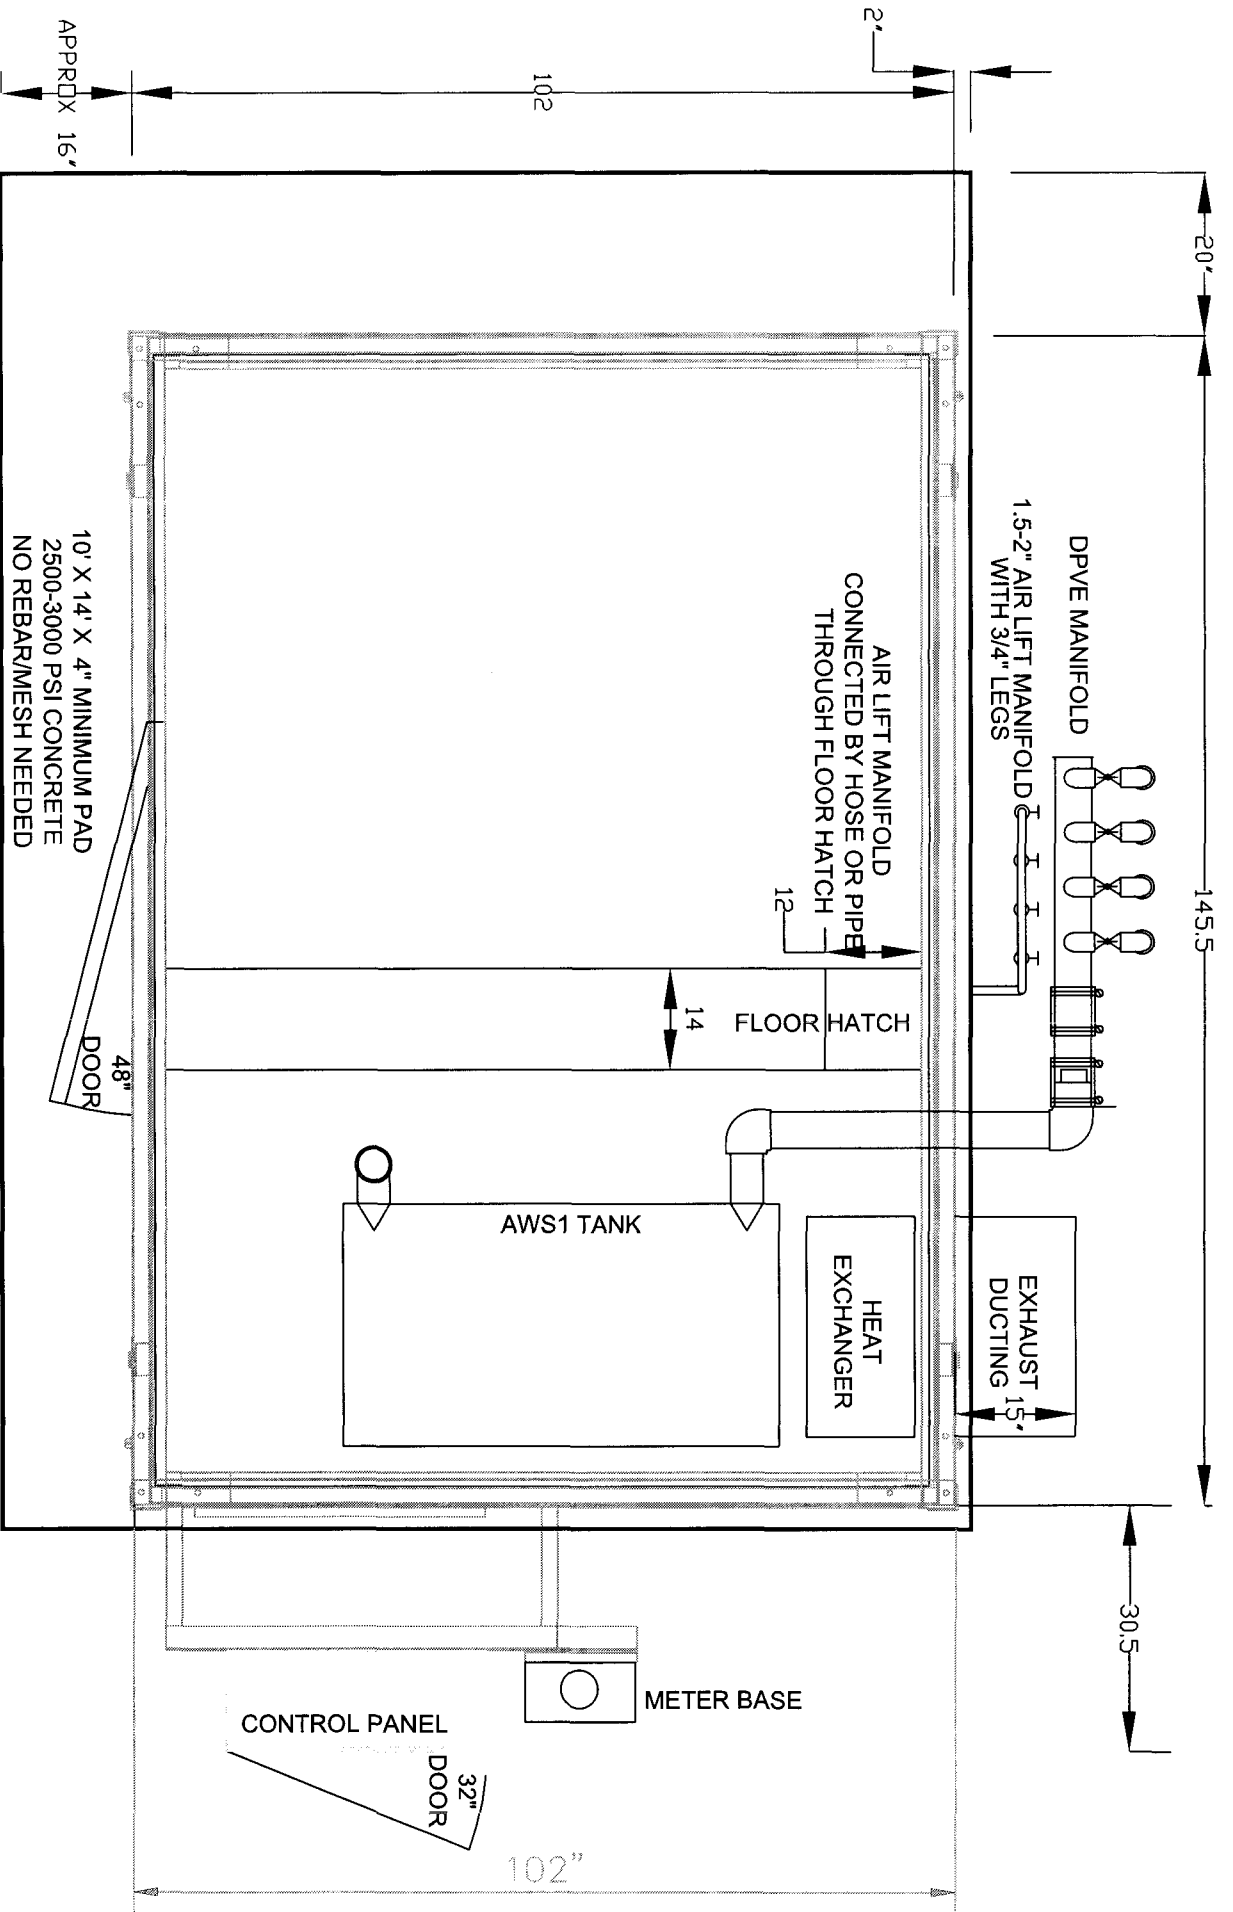 2"
102
APPROX 16"
20"
145.5
30.5
DPVE MANIFOLD
1.5-2" AIR LIFT MANIFOLD
WITH 3/4" LEGS
AIR LIFT MANIFOLD
CONNECTED BY HOSE OR PIPE
THROUGH FLOOR HATCH
12
14
FLOOR HATCH
10' X 14' X 4" MINIMUM PAD
2500-3000 PSI CONCRETE
NO REBAR/MESH NEEDED
48"
DOOR
AWS1 TANK
HEAT
EXCHANGER
EXHAUST
DUCTING
15"
METER BASE
CONTROL PANEL
32"
DOOR
102"